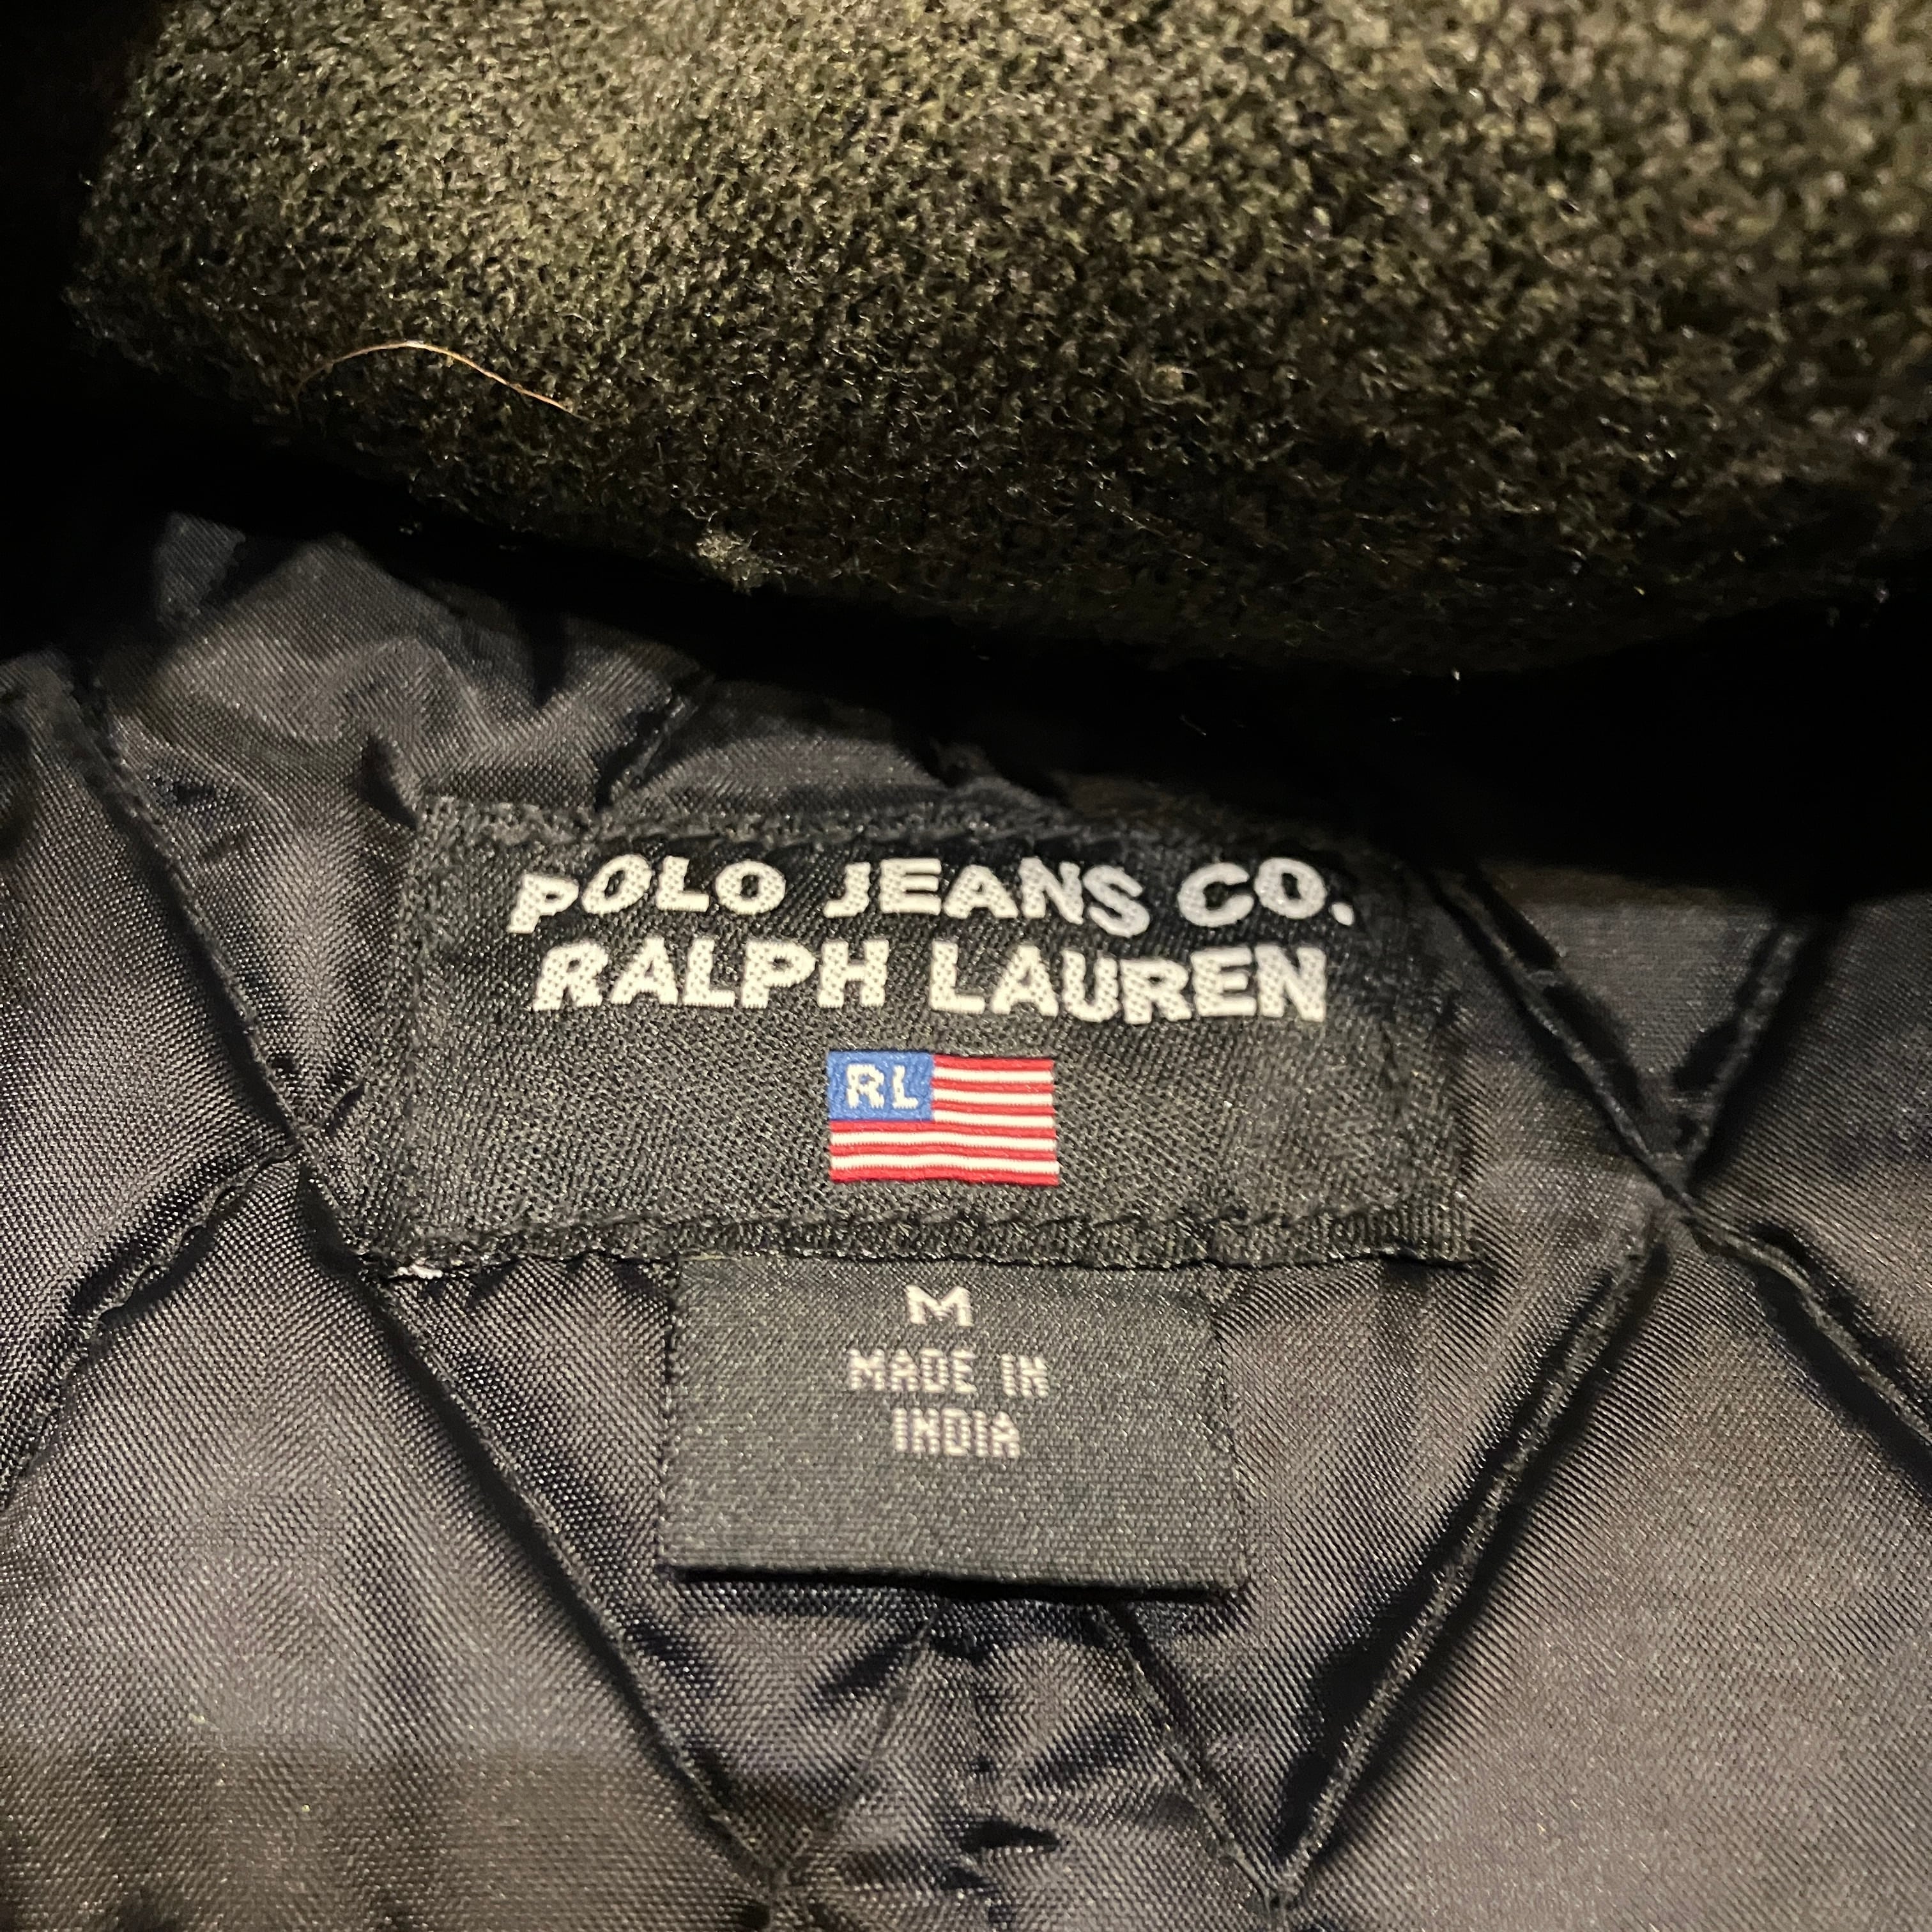 POLO JEANS CO.
RALPH LAUREN
RL
M
MADE IN
INDIA